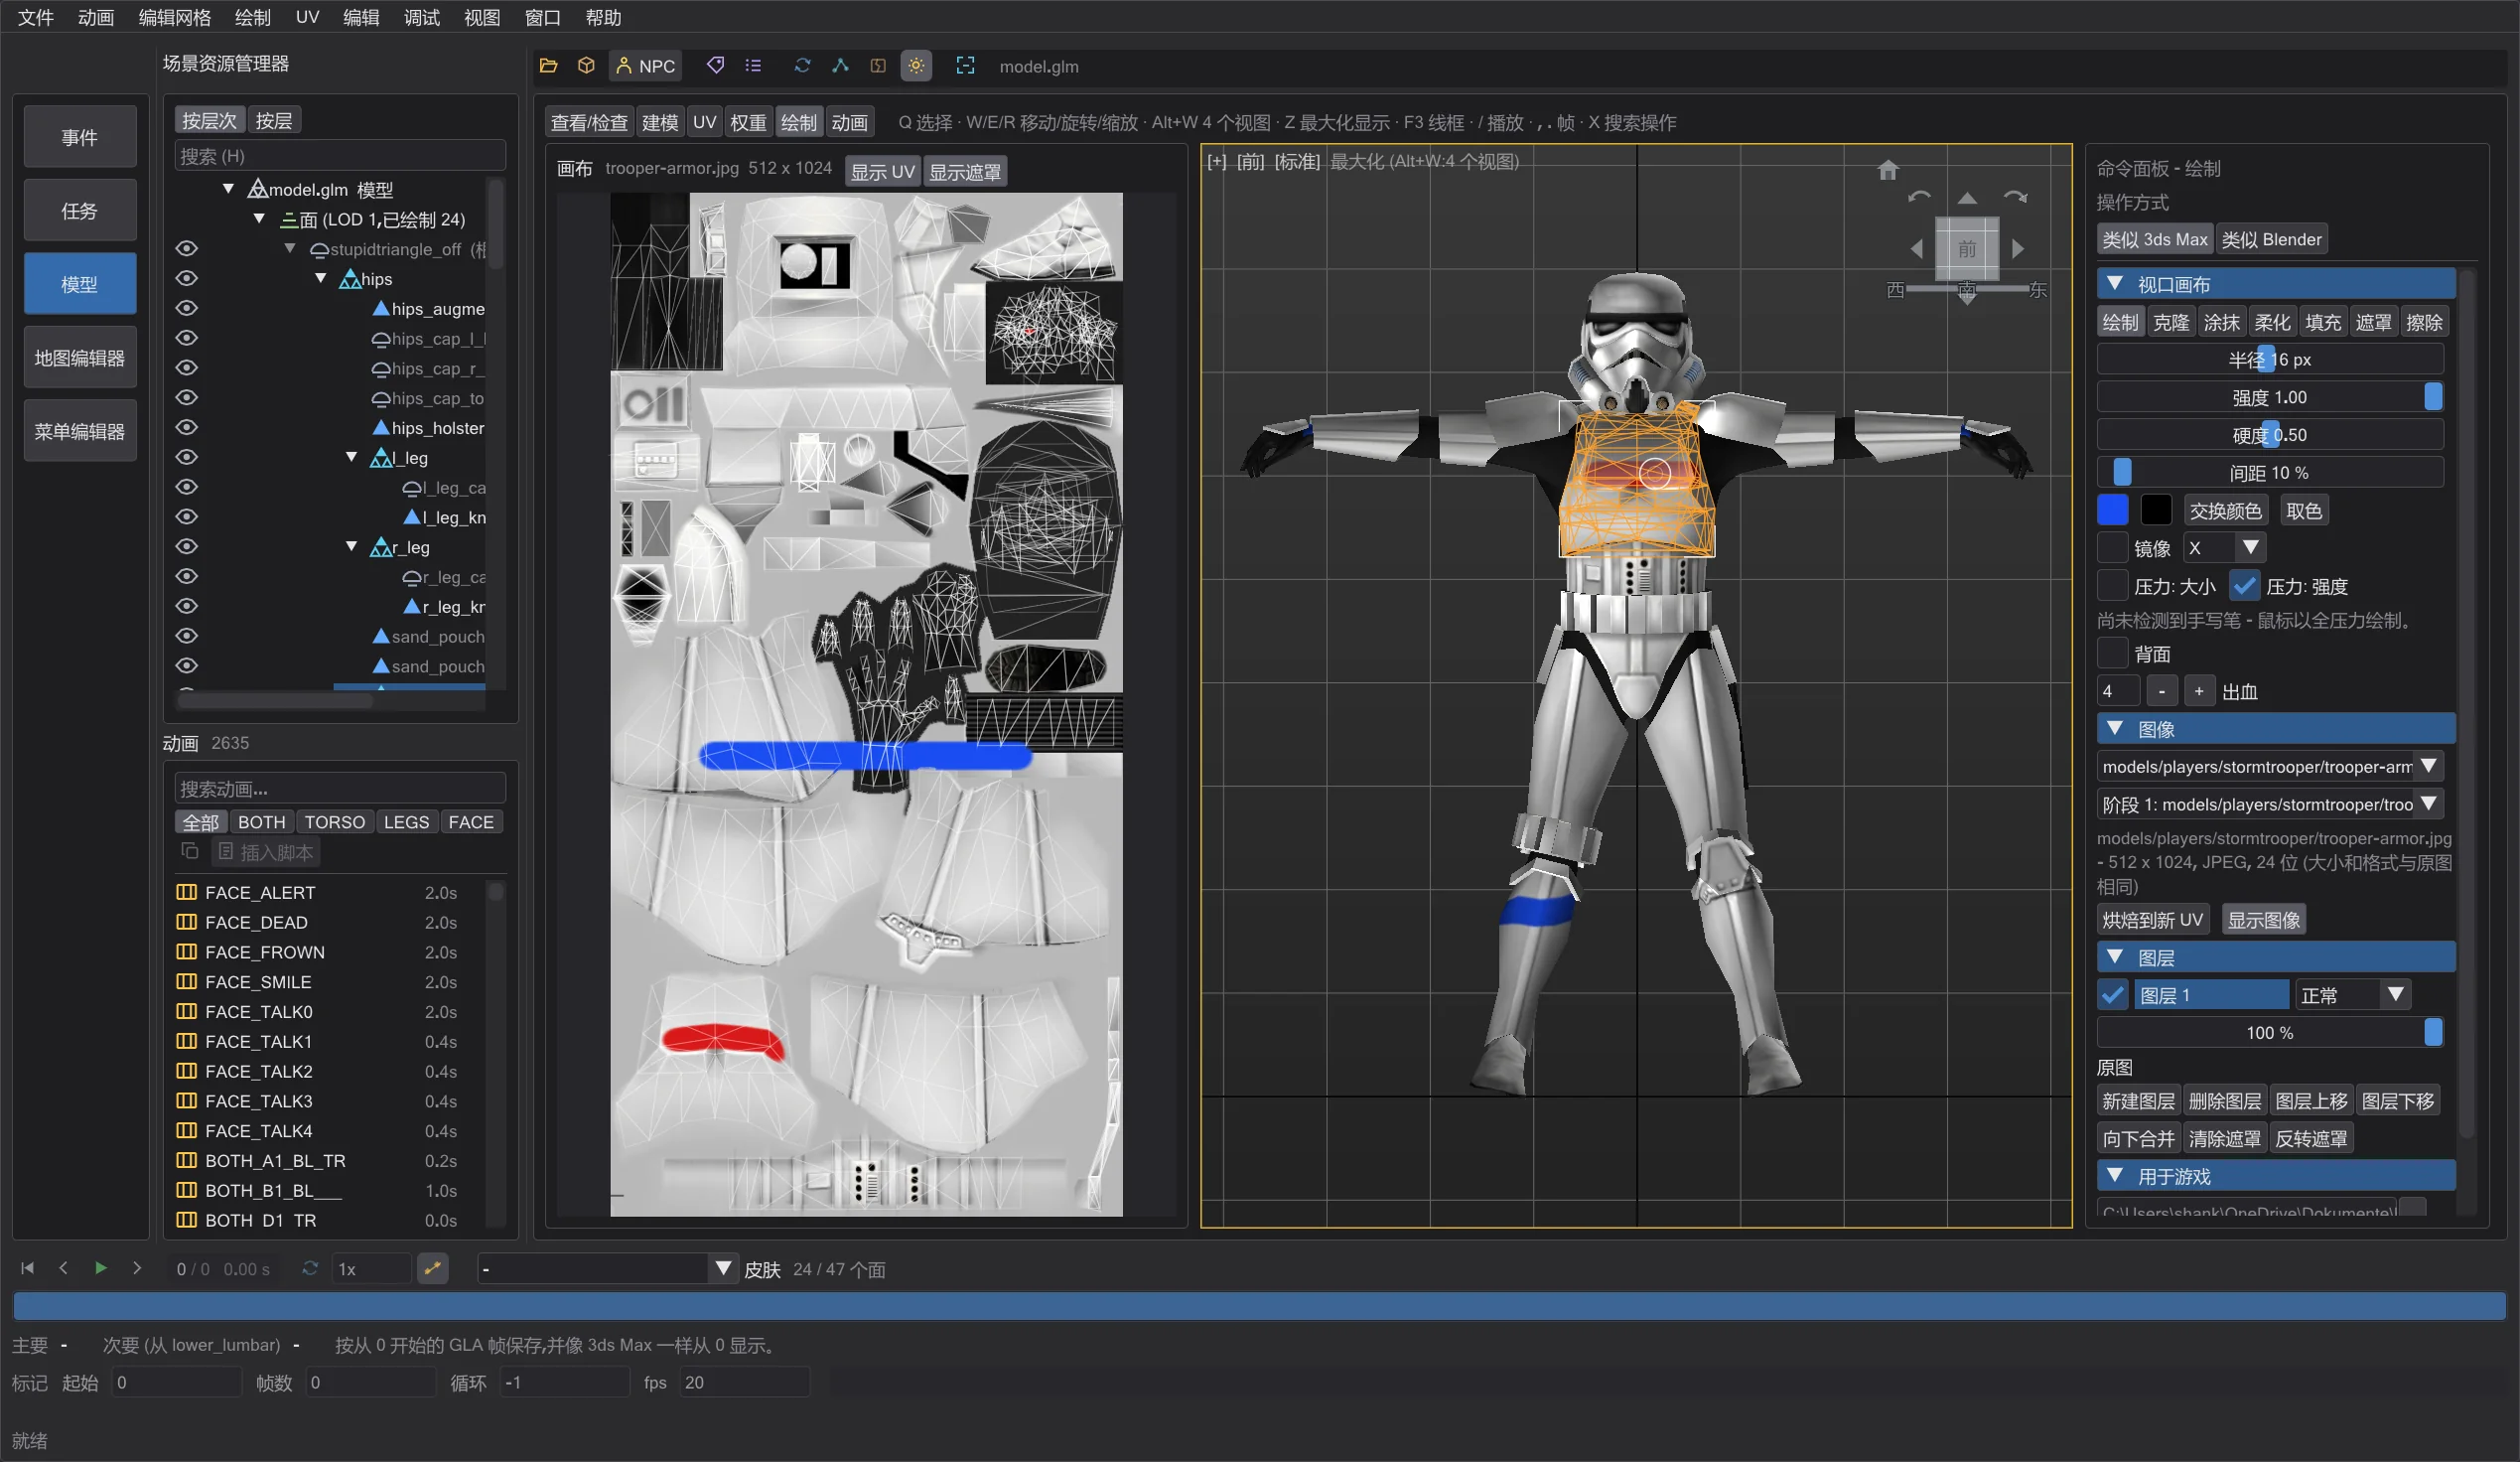 文件 动画 编辑网格 绘制 UV 编辑 调试 视图 窗口 帮助
场景资源管理器
NPC model.glm
事件
任务
模型
地图编辑器
菜单编辑器
按层次 按层
搜索 (H)
model.glm 模型
面 (LOD 1,已绘制 24)
stupidtriangle_off
hips
hips_augme
hips_cap_l_l
hips_cap_r_
hips_cap_to
hips_holster
l_leg
l_leg_ca
l_leg_kn
r_leg
r_leg_ca
r_leg_kn
sand_pouch
sand_pouch
动画 2635
搜索动画...
全部 BOTH TORSO LEGS FACE
插入脚本
FACE_ALERT 2.0s
FACE_DEAD 2.0s
FACE_FROWN 2.0s
FACE_SMILE 2.0s
FACE_TALK0 2.0s
FACE_TALK1 0.4s
FACE_TALK2 0.4s
FACE_TALK3 0.4s
FACE_TALK4 0.4s
BOTH_A1_BL_TR 0.2s
BOTH_B1_BL___ 1.0s
BOTH_D1_TR 0.0s
查看/检查 建模 UV 权重 绘制 动画 Q 选择 · W/E/R 移动/旋转/缩放 · Alt+W 4 个视图 · Z 最大化显示 · F3 线框 · / 播放 · , . 帧 · X 搜索操作
画布 trooper-armor.jpg 512 x 1024 显示 UV 显示遮罩
[+] [前] [标准] 最大化 (Alt+W:4 个视图)
前
西 南 东
命令面板 - 绘制
操作方式
类似 3ds Max 类似 Blender
视口画布
绘制 克隆 涂抹 柔化 填充 遮罩 擦除
半径 16 px
强度 1.00
硬度 0.50
间距 10 %
交换颜色 取色
镜像 X
压力: 大小 压力: 强度
尚未检测到手写笔 - 鼠标以全压力绘制。
背面
4 - + 出血
图像
models/players/stormtrooper/trooper-arm
阶段 1: models/players/stormtrooper/troo
models/players/stormtrooper/trooper-armor.jpg
- 512 x 1024, JPEG, 24 位 (大小和格式与原图
相同)
烘焙到新 UV 显示图像
图层
图层 1 正常
100 %
原图
新建图层 删除图层 图层上移 图层下移
向下合并 清除遮罩 反转遮罩
用于游戏
C:\Users\shank\OneDrive\Dokumente\
0 / 0 0.00 s 1x - 皮肤 24 / 47 个面
主要 - 次要 (从 lower_lumbar) - 按从 0 开始的 GLA 帧保存,并像 3ds Max 一样从 0 显示。
标记 起始 0 帧数 0 循环 -1 fps 20
就绪